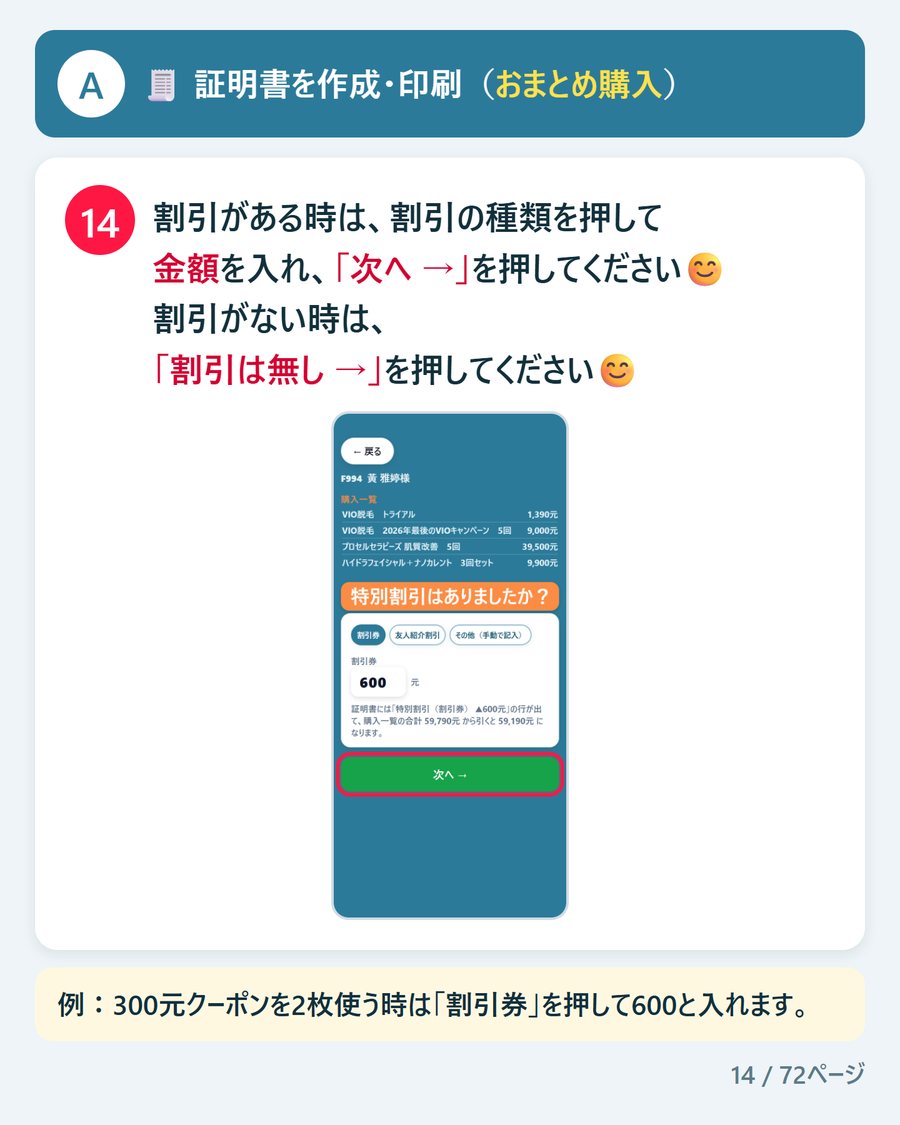 A 証明書を作成・印刷（おまとめ購入）
14
割引がある時は、割引の種類を押して
金額を入れ、「次へ →」を押してください
割引がない時は、
「割引は無し →」を押してください
← 戻る
F994 黃 雅婷様
購入一覧
VIO脱毛　トライアル 1,390元
VIO脱毛　2026年最後のVIOキャンペーン　5回 9,000元
プロセルセラピーズ 肌質改善　5回 39,500元
ハイドラフェイシャル＋ナノカレント　3回セット 9,900元
特別割引はありましたか？
割引券 友人紹介割引 その他（手動で記入）
割引券
600 元
証明書には「特別割引（割引券） ▲600元」の行が出
て、購入一覧の合計 59,790元 から引くと 59,190元 に
なります。
次へ →
例：300元クーポンを2枚使う時は「割引券」を押して600と入れます。
14 / 72ページ